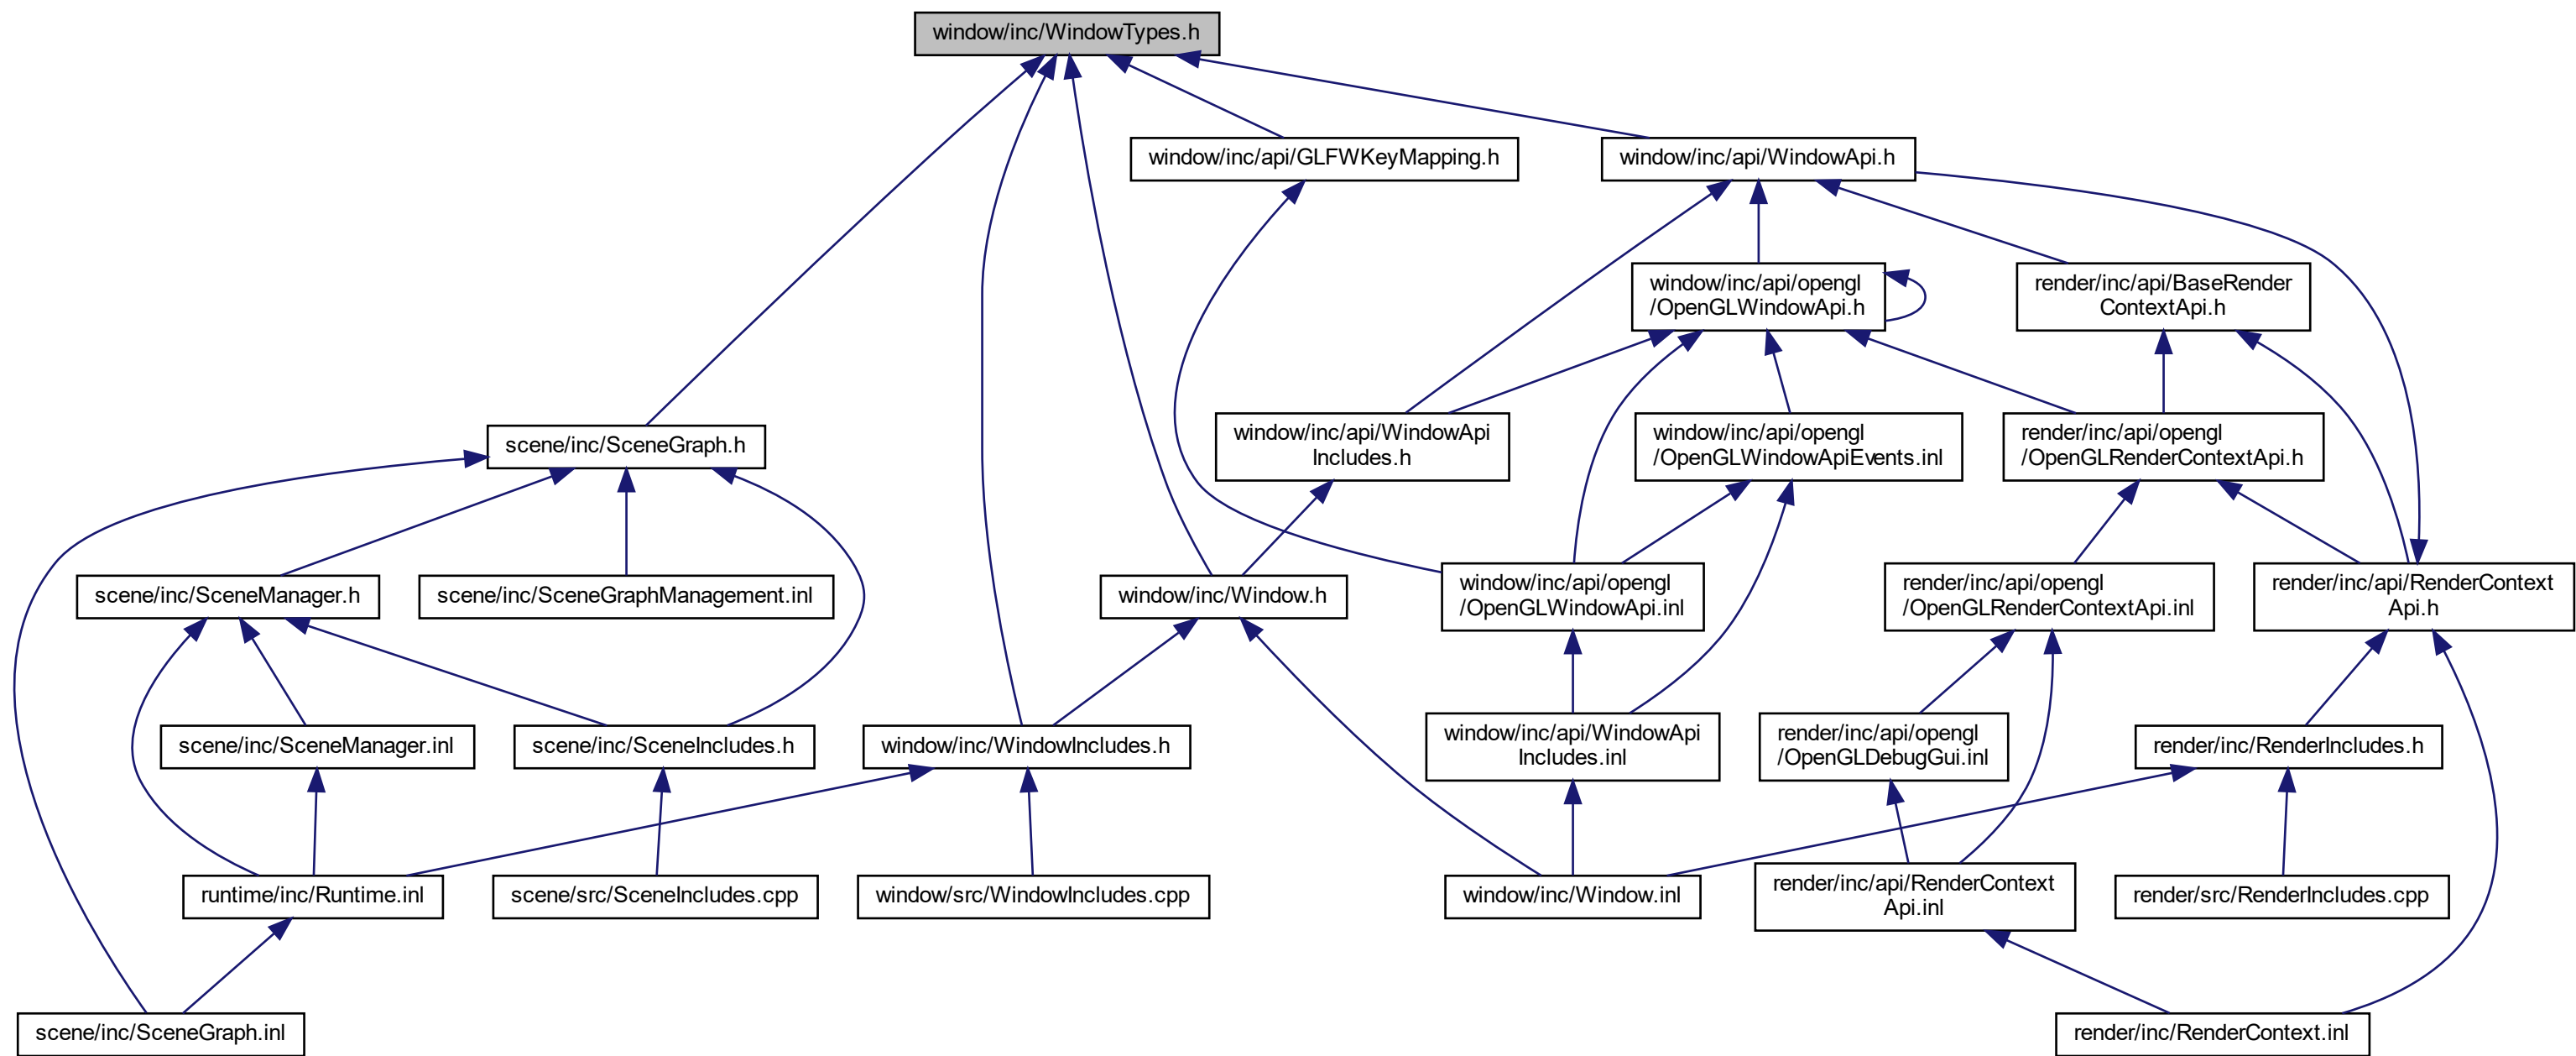 window/inc/WindowTypes.h
window/inc/api/GLFWKeyMapping.h
window/inc/api/WindowApi.h
window/inc/api/opengl
/OpenGLWindowApi.h
render/inc/api/BaseRender
ContextApi.h
scene/inc/SceneGraph.h
window/inc/api/WindowApi
Includes.h
window/inc/api/opengl
/OpenGLWindowApiEvents.inl
render/inc/api/opengl
/OpenGLRenderContextApi.h
scene/inc/SceneManager.h
scene/inc/SceneGraphManagement.inl
window/inc/Window.h
window/inc/api/opengl
/OpenGLWindowApi.inl
render/inc/api/opengl
/OpenGLRenderContextApi.inl
render/inc/api/RenderContext
Api.h
scene/inc/SceneManager.inl
scene/inc/SceneIncludes.h
window/inc/WindowIncludes.h
window/inc/api/WindowApi
Includes.inl
render/inc/api/opengl
/OpenGLDebugGui.inl
render/inc/RenderIncludes.h
runtime/inc/Runtime.inl
scene/src/SceneIncludes.cpp
window/src/WindowIncludes.cpp
window/inc/Window.inl
render/inc/api/RenderContext
Api.inl
render/src/RenderIncludes.cpp
scene/inc/SceneGraph.inl
render/inc/RenderContext.inl